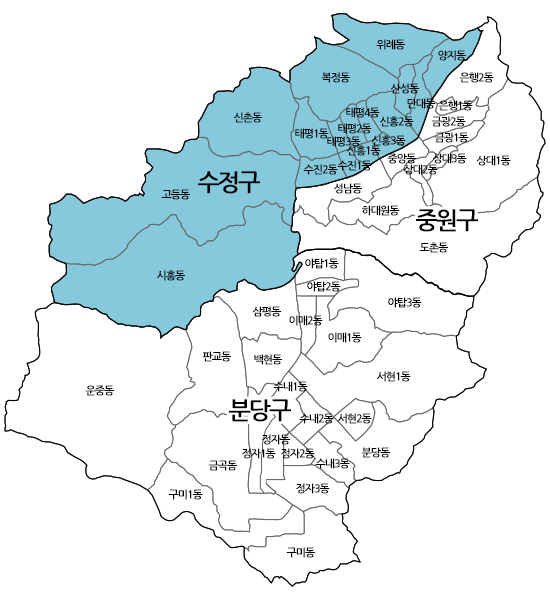 위례동
양지동
복정동
은행2동
산성동
단대동
은행1동
신촌동
태평4동
금광2동
신흥2동
태평1동
태평2동
금광1동
태평3동
신흥3동
신흥1동
중앙동
상대3동
상대1동
수진2동
수진1동
상대2동
수정구
고등동
성남동
하대원동
중원구
도촌동
시흥동
야탑1동
야탑2동
야탑3동
삼평동
이매2동
이매1동
판교동
백현동
서현1동
수내1동
운중동
분당구
수내2동
서현2동
정자동
정자1동
정자2동
분당동
금곡동
수내3동
구미1동
정자3동
구미동